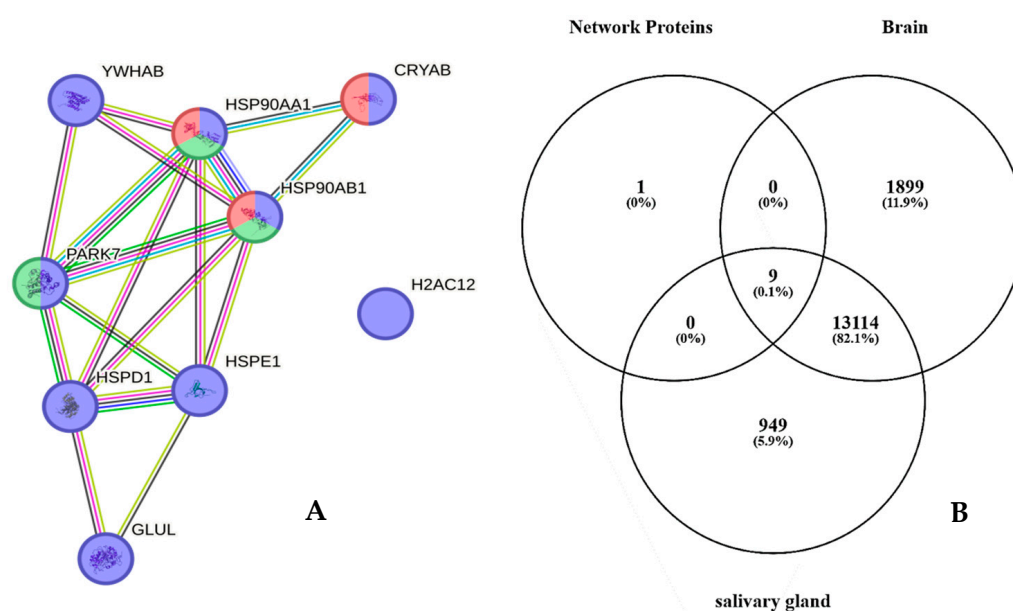 YWHAB
CRYAB
HSP90AA1
HSP90AB1
PARK7
H2AC12
HSPD1
HSPE1
GLUL
A
Network Proteins
Brain
1
(0%)
0
(0%)
1899
(11.9%)
9
(0.1%)
0
(0%)
13114
(82.1%)
949
(5.9%)
B
salivary gland